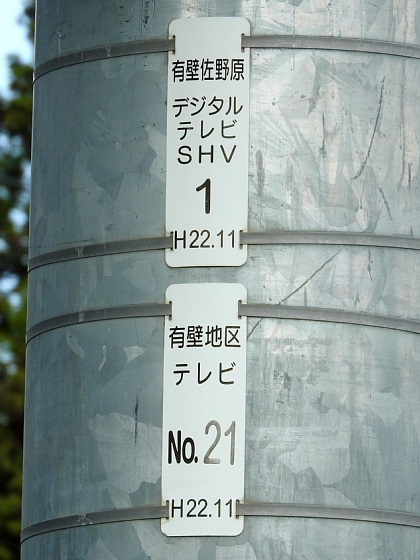 有壁佐野原
デジタル
テレビ
SHV
1
H22.11
有壁地区
テレビ
No.21
H22.11